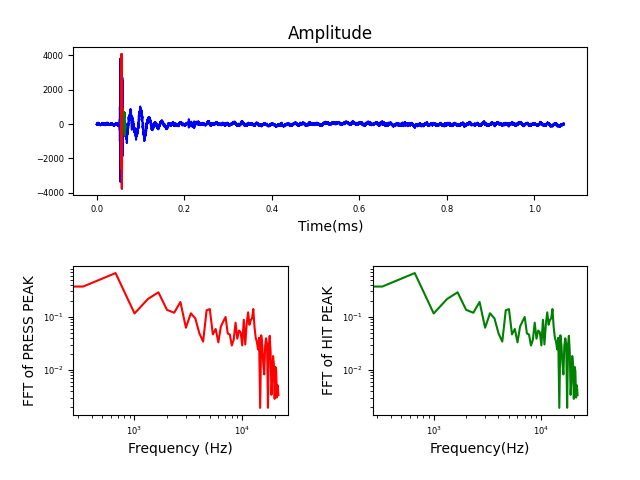 Amplitude
4000
2000
0
−2000
−4000
0.0 0.2 0.4 0.6 0.8 1.0
Time(ms)
FFT of PRESS PEAK
10⁻¹
10⁻²
10³ 10⁴
Frequency (Hz)
FFT of HIT PEAK
10⁻¹
10⁻²
10³ 10⁴
Frequency(Hz)